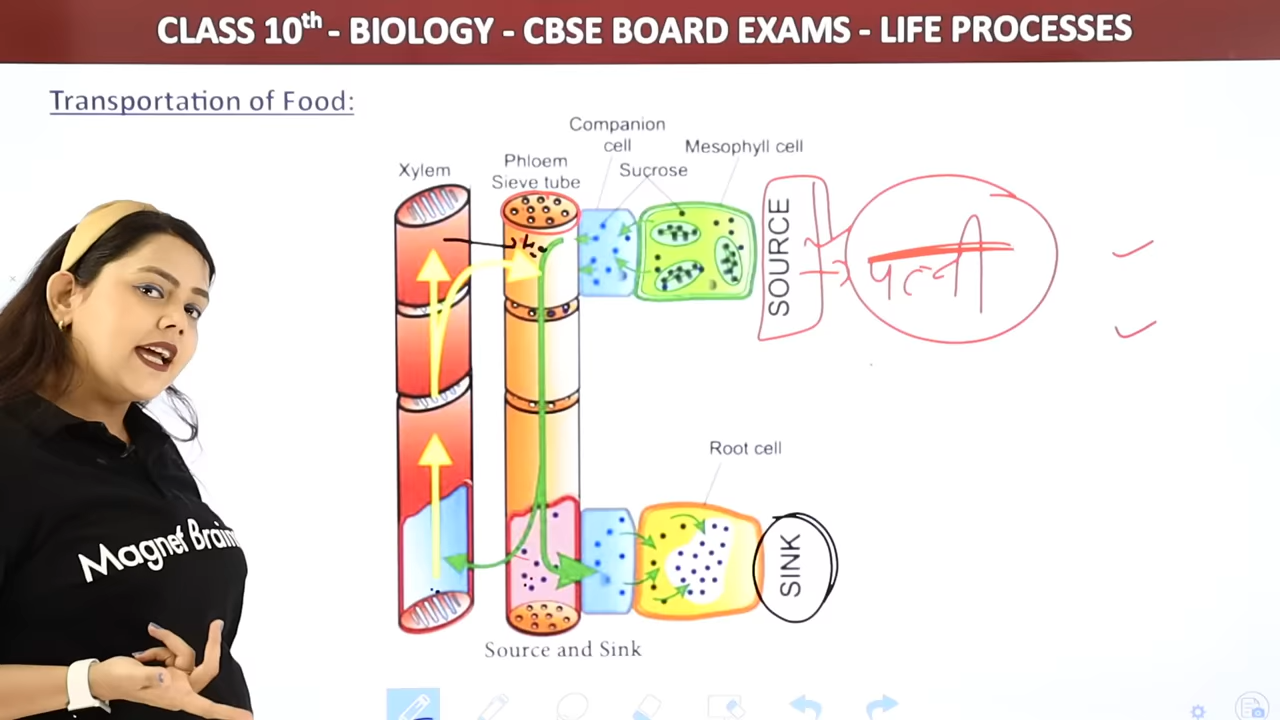 CLASS 10th - BIOLOGY - CBSE BOARD EXAMS - LIFE PROCESSES
Transportation of Food:
Companion
cell
Mesophyll cell
Xylem
Phloem
Sieve tube
Sucrose
SOURCE
पत्ती
Root cell
SINK
Magnet Brain
Source and Sink